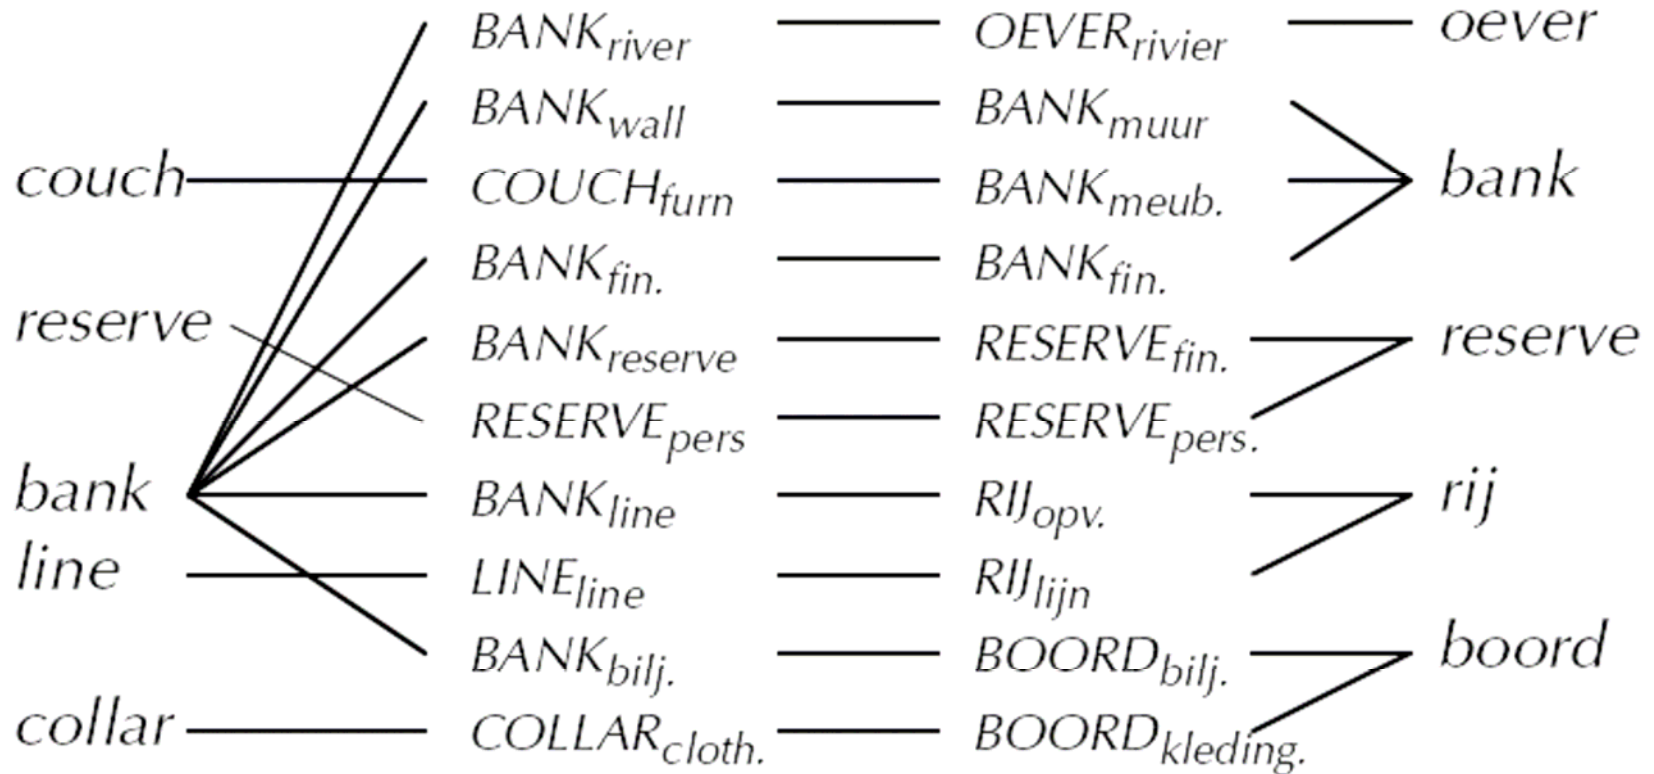 BANKriver OEVERrivier oever
BANKwall BANKmuur
couch COUCHfurn BANKmeub. bank
BANKfin. BANKfin.
reserve BANKreserve RESERVEfin. reserve
RESERVEpers RESERVEpers.
bank BANKline RIJopv. rij
line LINEline RIJlijn
BANKbilj. BOORDbilj. boord
collar COLLARcloth. BOORDkleding.